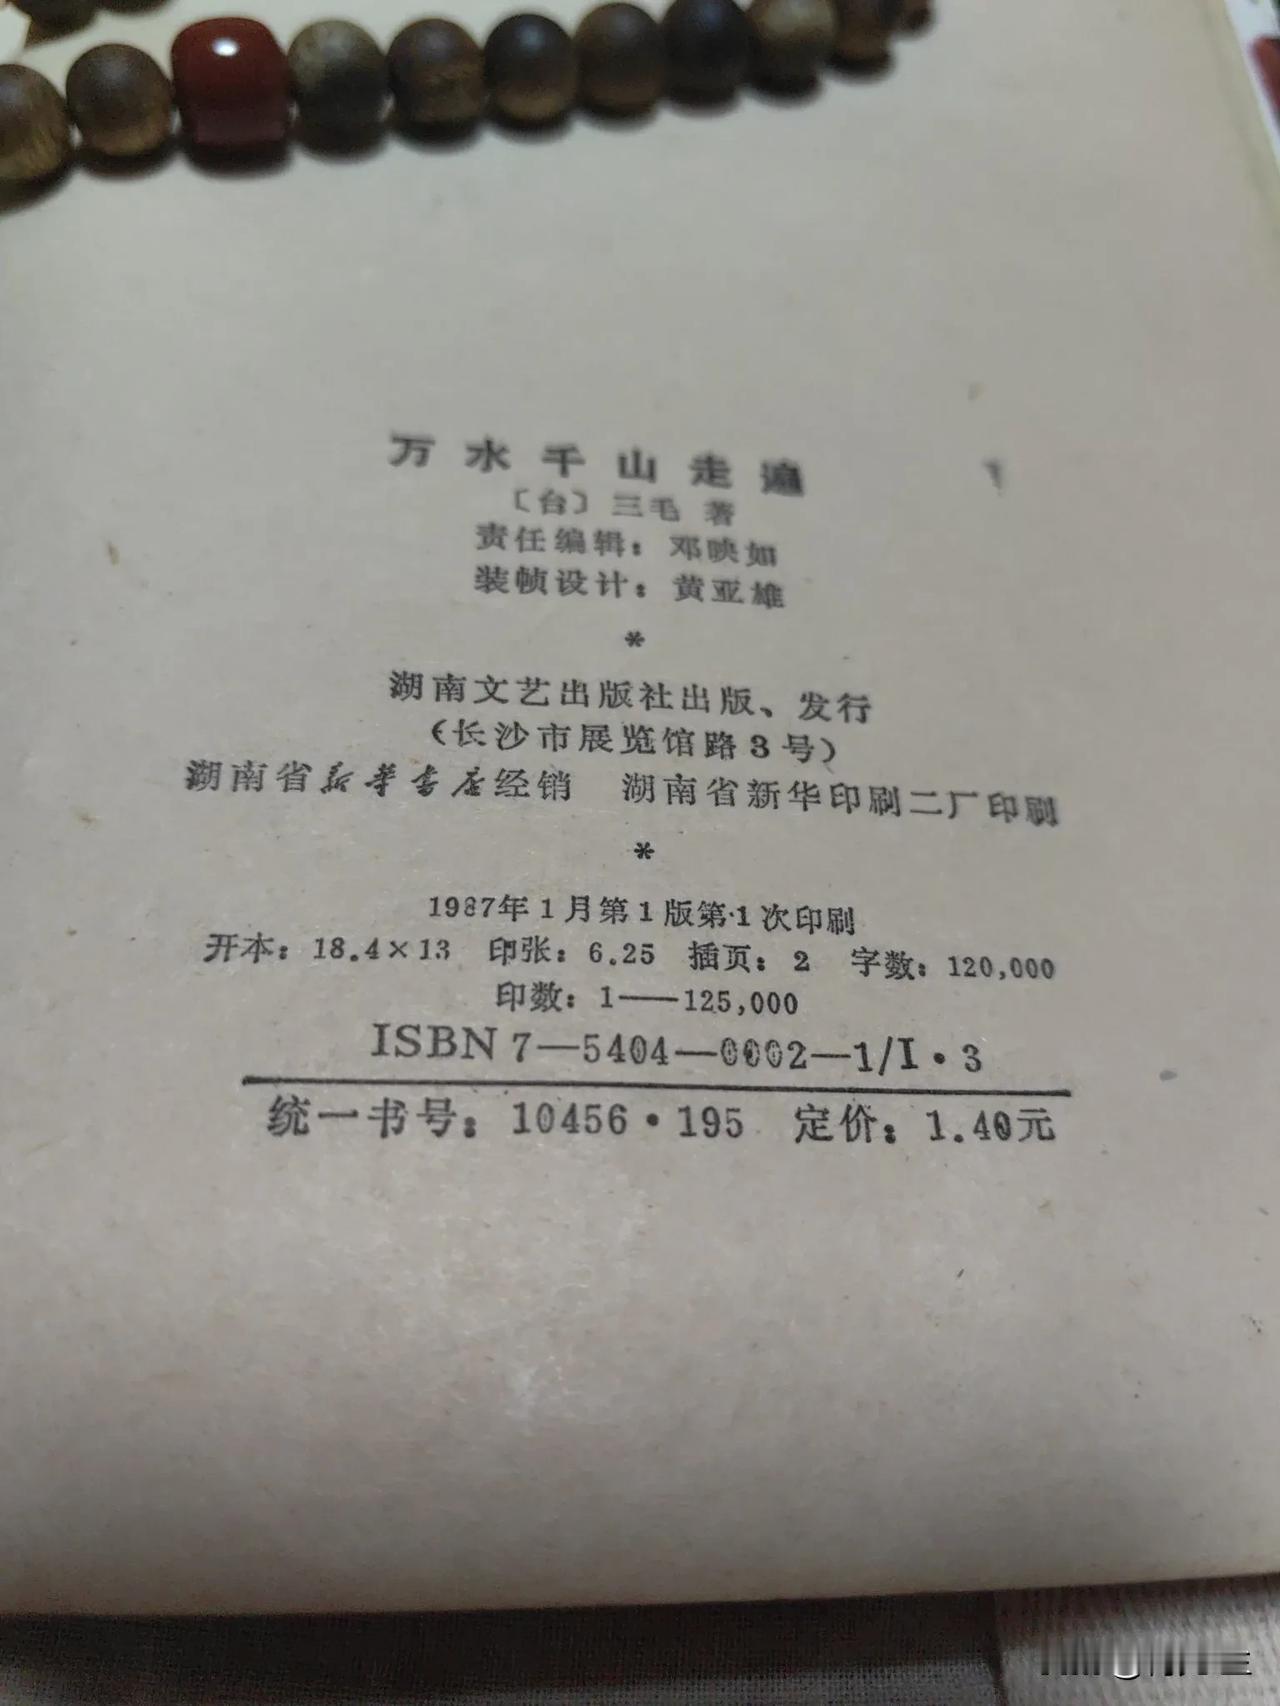 万水千山走遍
〔台〕三毛 著
责任编辑：邓映如
装帧设计：黄亚雄
*
湖南文艺出版社出版、发行
（长沙市展览馆路3号）
湖南省新华书店经销 湖南省新华印刷二厂印刷
*
1987年1月第1版第1次印刷
开本：18.4×13 印张：6.25 插页：2 字数：120,000
印数：1——125,000
ISBN 7—5404—0002—1/I·3
统一书号：10456·195 定价：1.40元